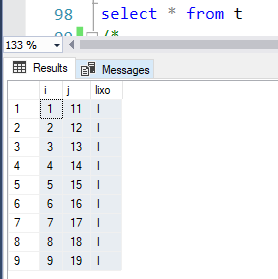 98 select * from t
99 /*
133 %
Results Messages
i j lixo
1 1 11 l
2 2 12 l
3 3 13 l
4 4 14 l
5 5 15 l
6 6 16 l
7 7 17 l
8 8 18 l
9 9 19 l